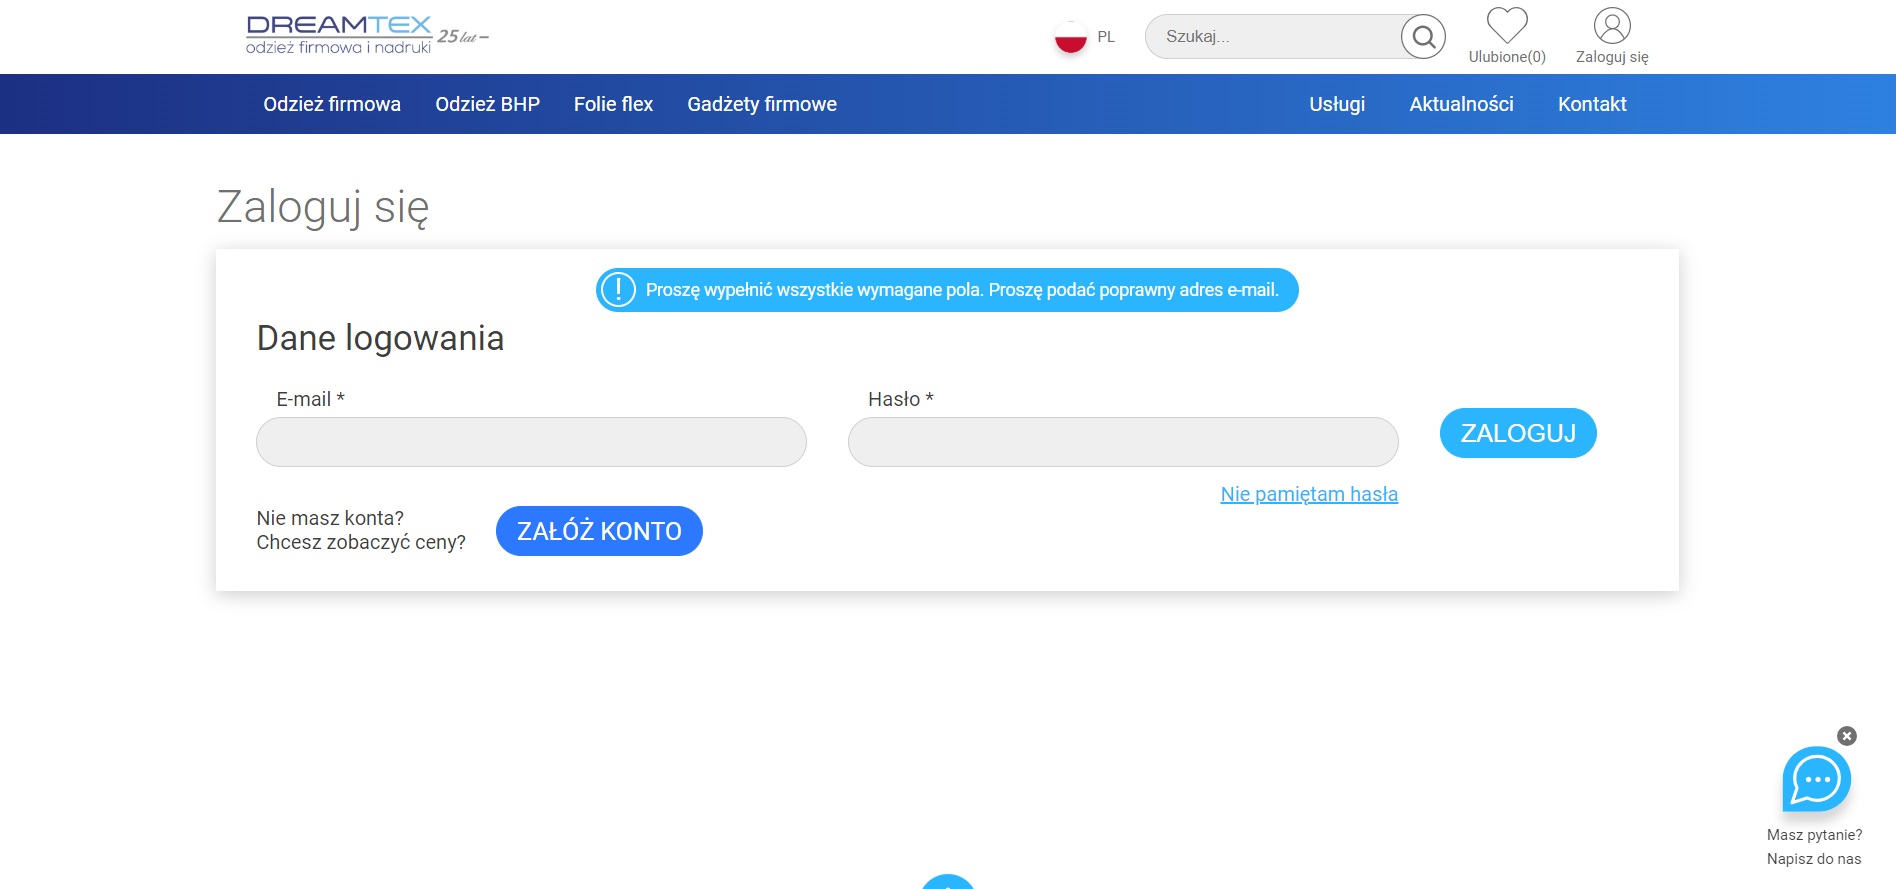 DREAMTEX
odzież firmowa i nadruki
25 lat
PL
Szukaj...
Ulubione(0)
Zaloguj się
Odzież firmowa
Odzież BHP
Folie flex
Gadżety firmowe
Usługi
Aktualności
Kontakt
Zaloguj się
Proszę wypełnić wszystkie wymagane pola. Proszę podać poprawny adres e-mail.
Dane logowania
E-mail *
Hasło *
ZALOGUJ
Nie pamiętam hasła
Nie masz konta?
Chcesz zobaczyć ceny?
ZAŁÓŻ KONTO
Masz pytanie?
Napisz do nas